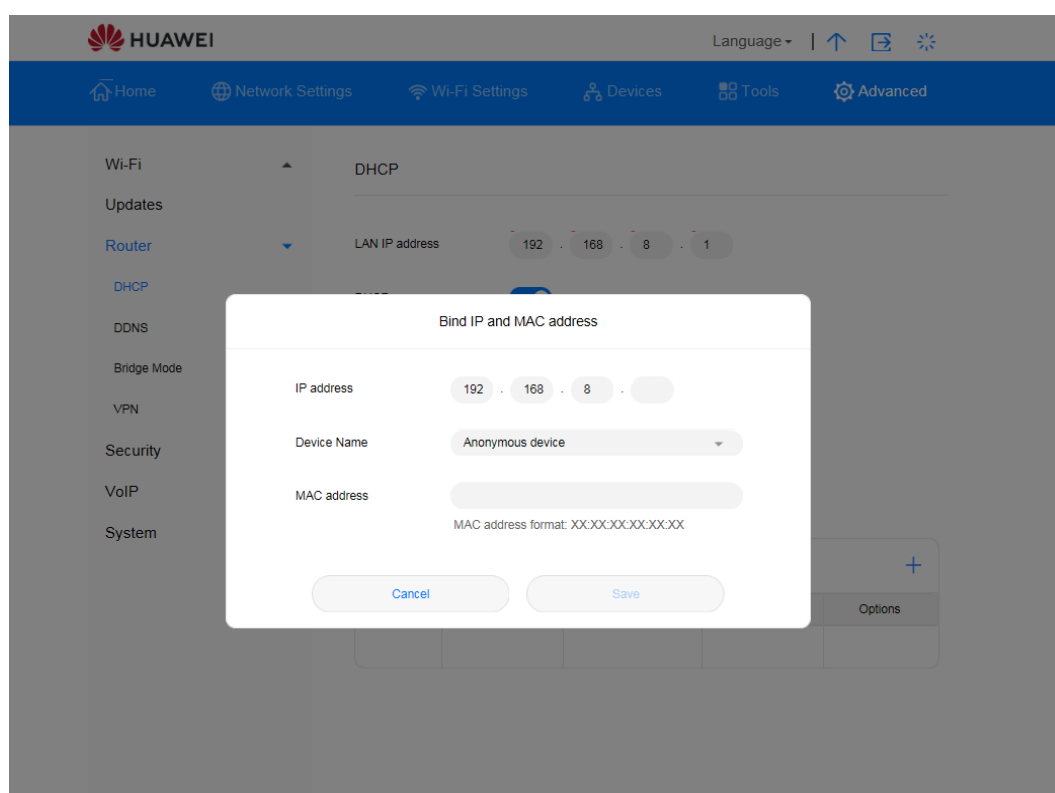 HUAWEI
Language
Home Network Settings Wi-Fi Settings Devices Tools Advanced
Wi-Fi
Updates
Router
DHCP
DDNS
Bridge Mode
VPN
Security
VoIP
System
DHCP
LAN IP address 192 . 168 . 8 . 1
Bind IP and MAC address
IP address 192 . 168 . 8 .
Device Name Anonymous device
MAC address
MAC address format: XX:XX:XX:XX:XX:XX
Cancel Save
Options